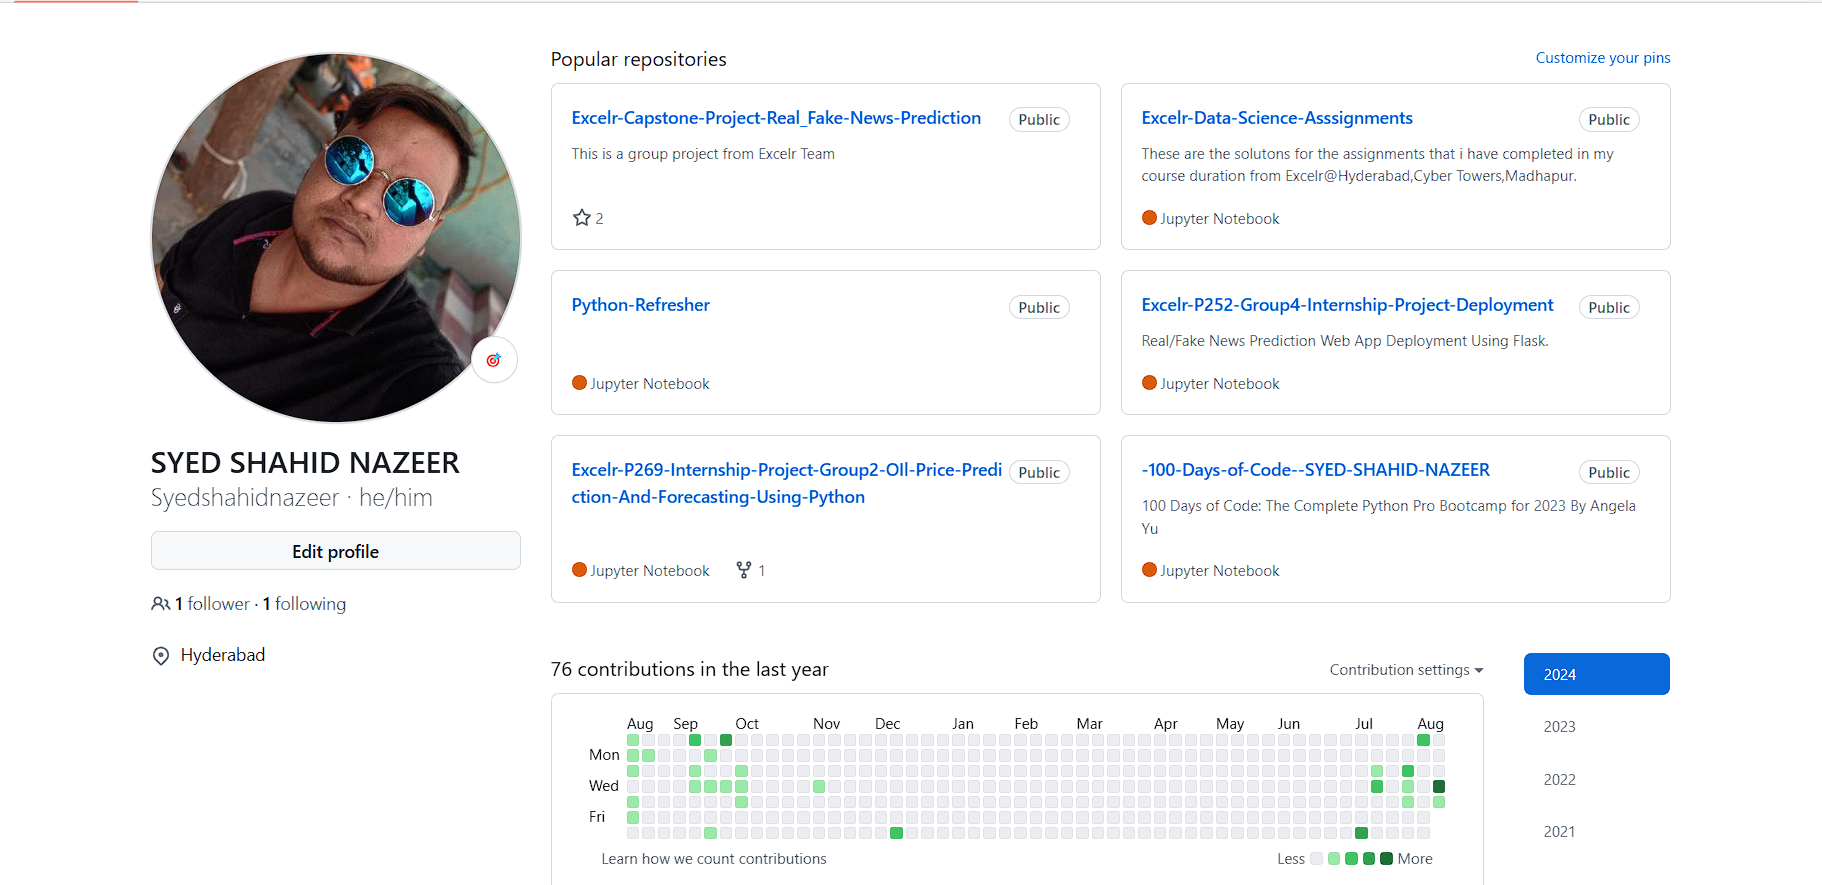 Popular repositories
Customize your pins
Excelr-Capstone-Project-Real_Fake-News-Prediction
Public
This is a group project from Excelr Team
2
Excelr-Data-Science-Asssignments
Public
These are the solutons for the assignments that i have completed in my
course duration from Excelr@Hyderabad,Cyber Towers,Madhapur.
Jupyter Notebook
Python-Refresher
Public
Jupyter Notebook
Excelr-P252-Group4-Internship-Project-Deployment
Public
Real/Fake News Prediction Web App Deployment Using Flask.
Jupyter Notebook
Excelr-P269-Internship-Project-Group2-OIl-Price-Predi
ction-And-Forecasting-Using-Python
Public
Jupyter Notebook
1
-100-Days-of-Code--SYED-SHAHID-NAZEER
Public
100 Days of Code: The Complete Python Pro Bootcamp for 2023 By Angela
Yu
Jupyter Notebook
SYED SHAHID NAZEER
Syedshahidnazeer · he/him
Edit profile
1 follower · 1 following
Hyderabad
76 contributions in the last year
Contribution settings
2024
2023
2022
2021
Aug Sep Oct Nov Dec Jan Feb Mar Apr May Jun Jul Aug
Mon
Wed
Fri
Learn how we count contributions
Less More